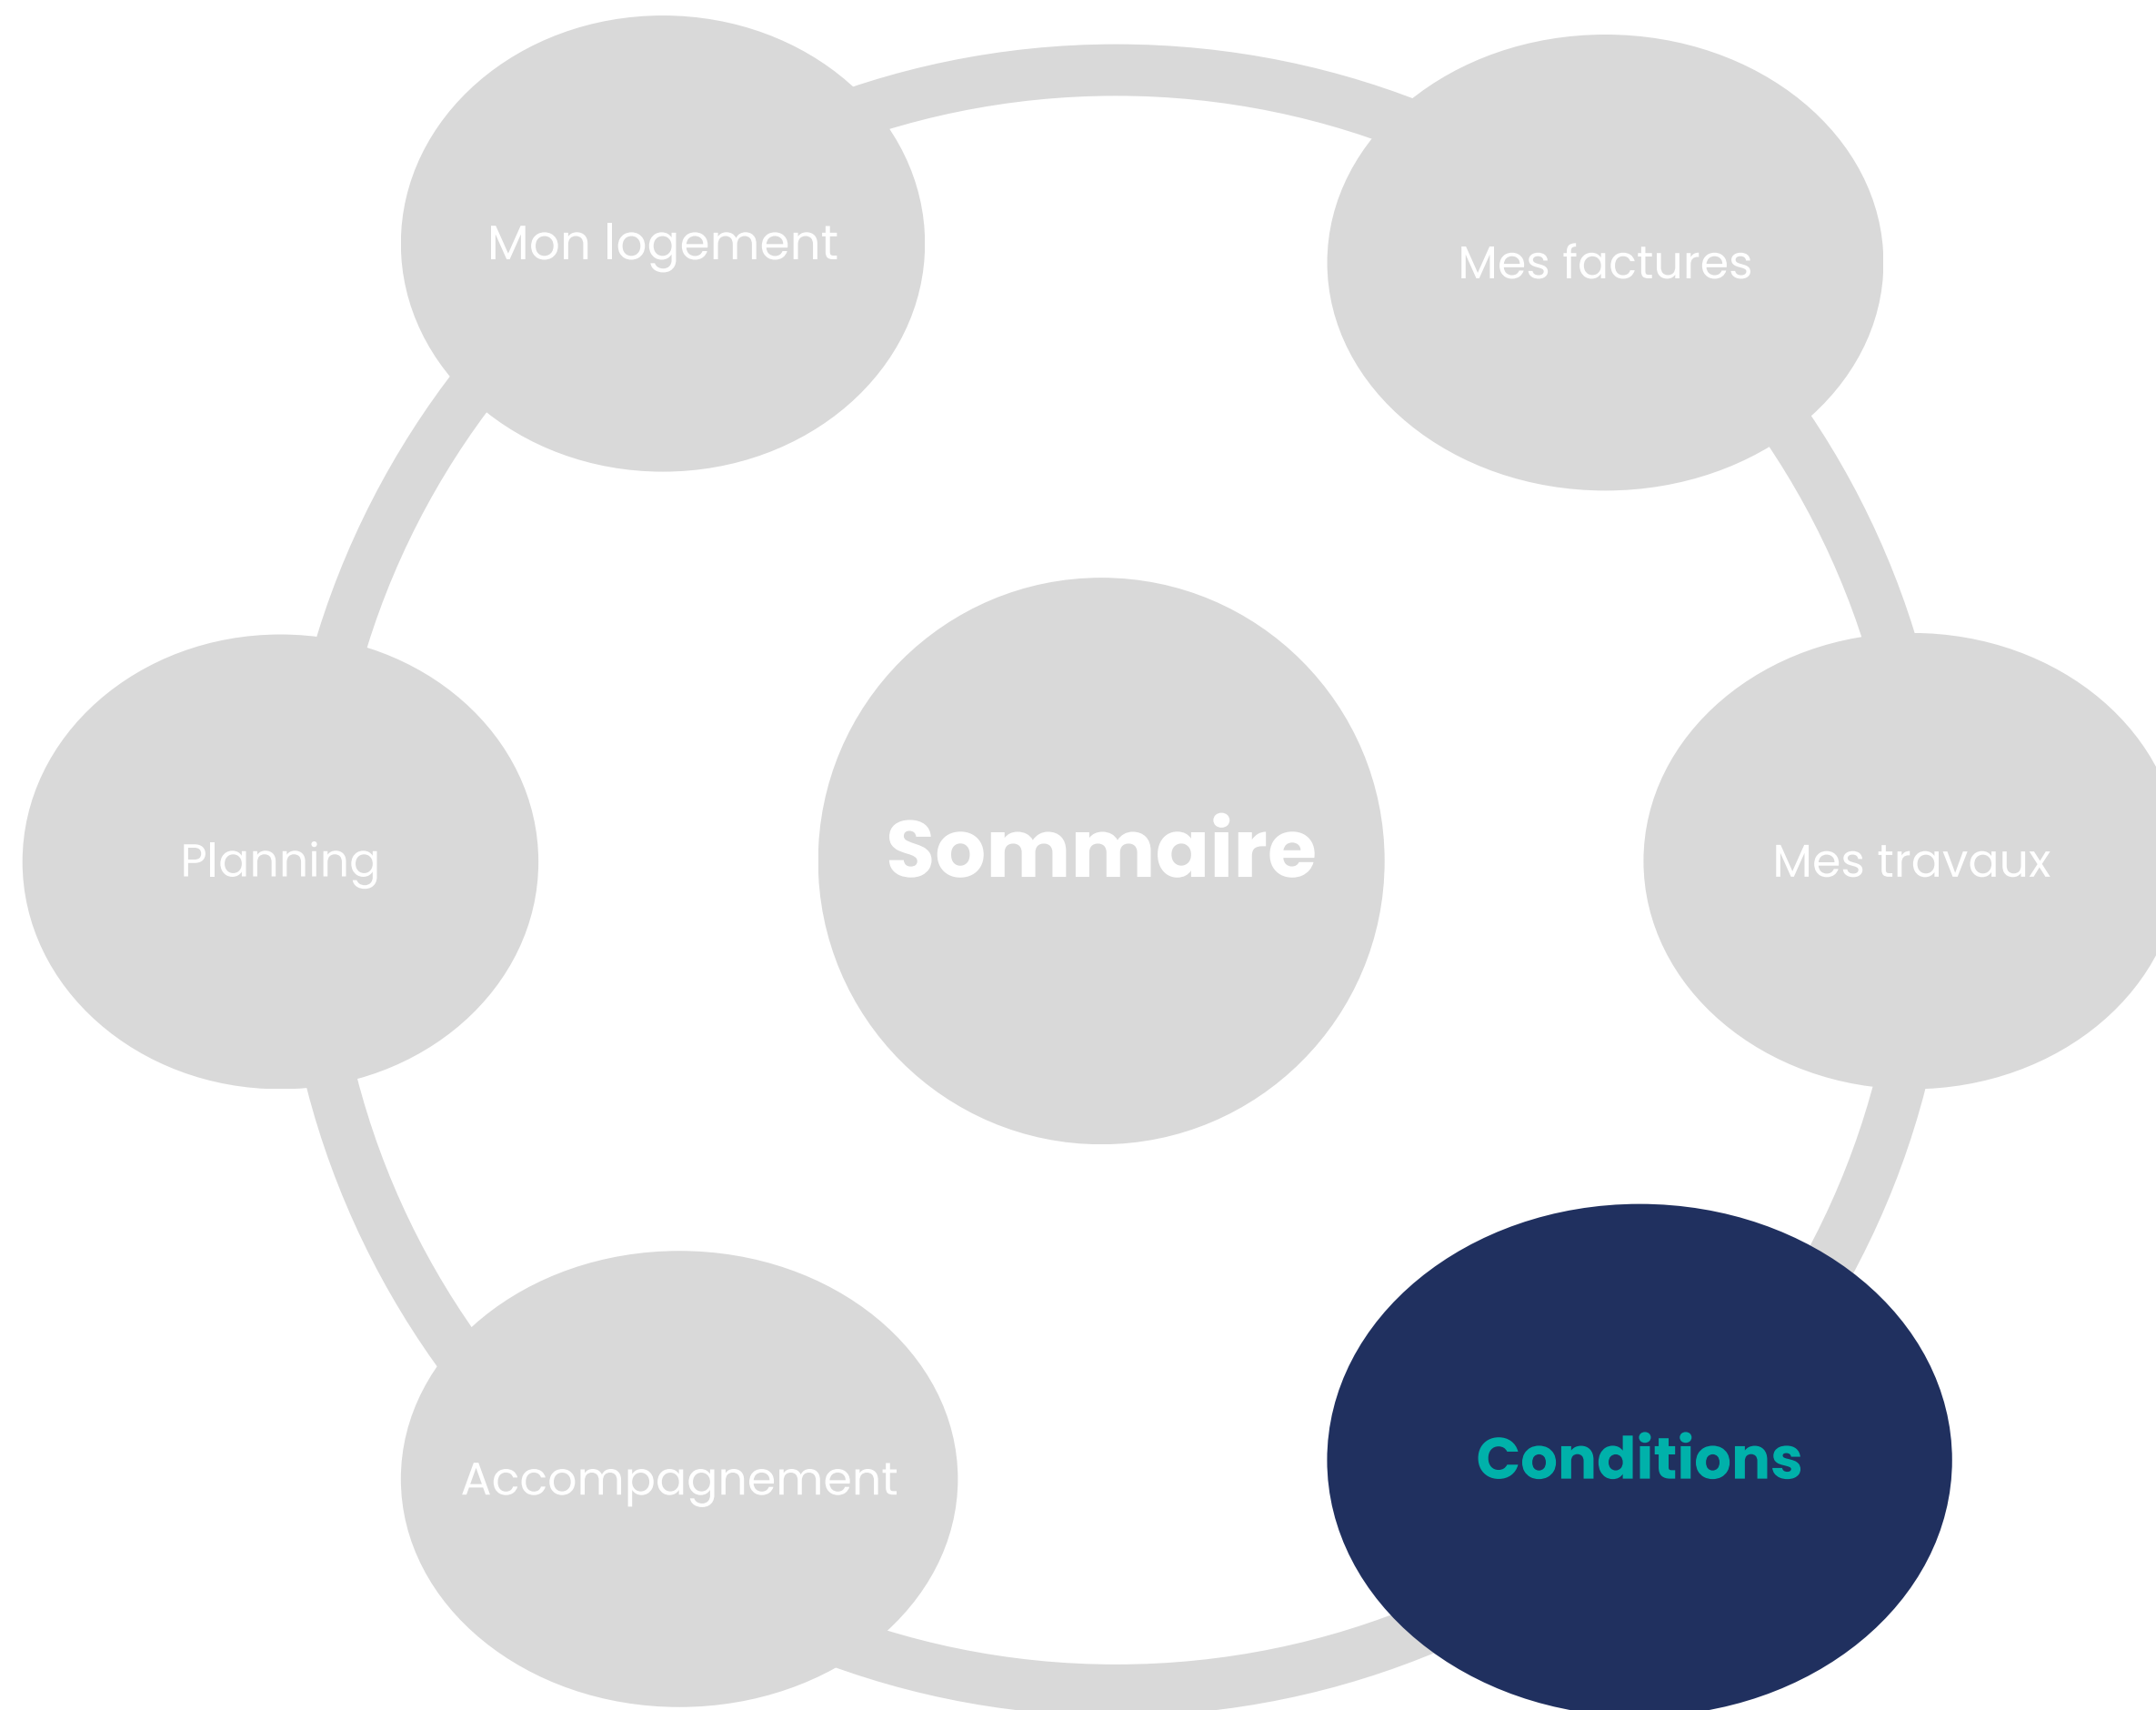 Mon logement
Mes factures
Planning
Sommaire
Mes travaux
Accompagnement
Conditions